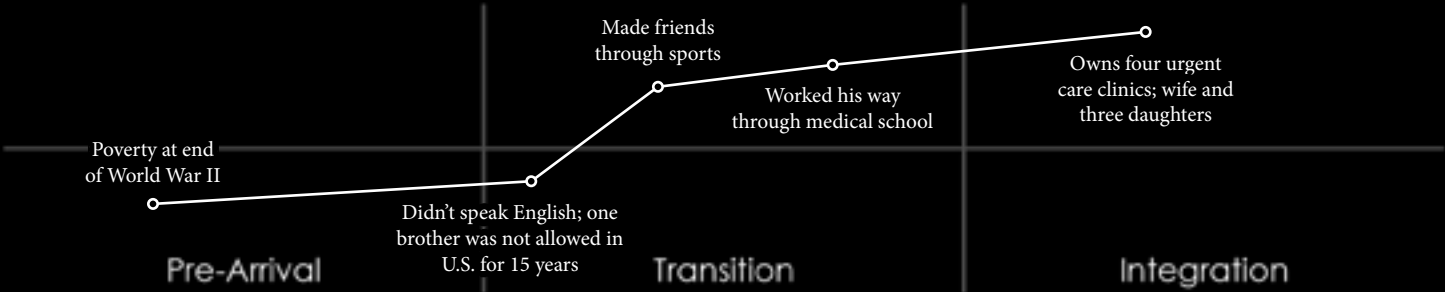 Poverty at end
of World War II
Didn’t speak English; one
brother was not allowed in
U.S. for 15 years
Made friends
through sports
Worked his way
through medical school
Owns four urgent
care clinics; wife and
three daughters
Pre-Arrival
Transition
Integration